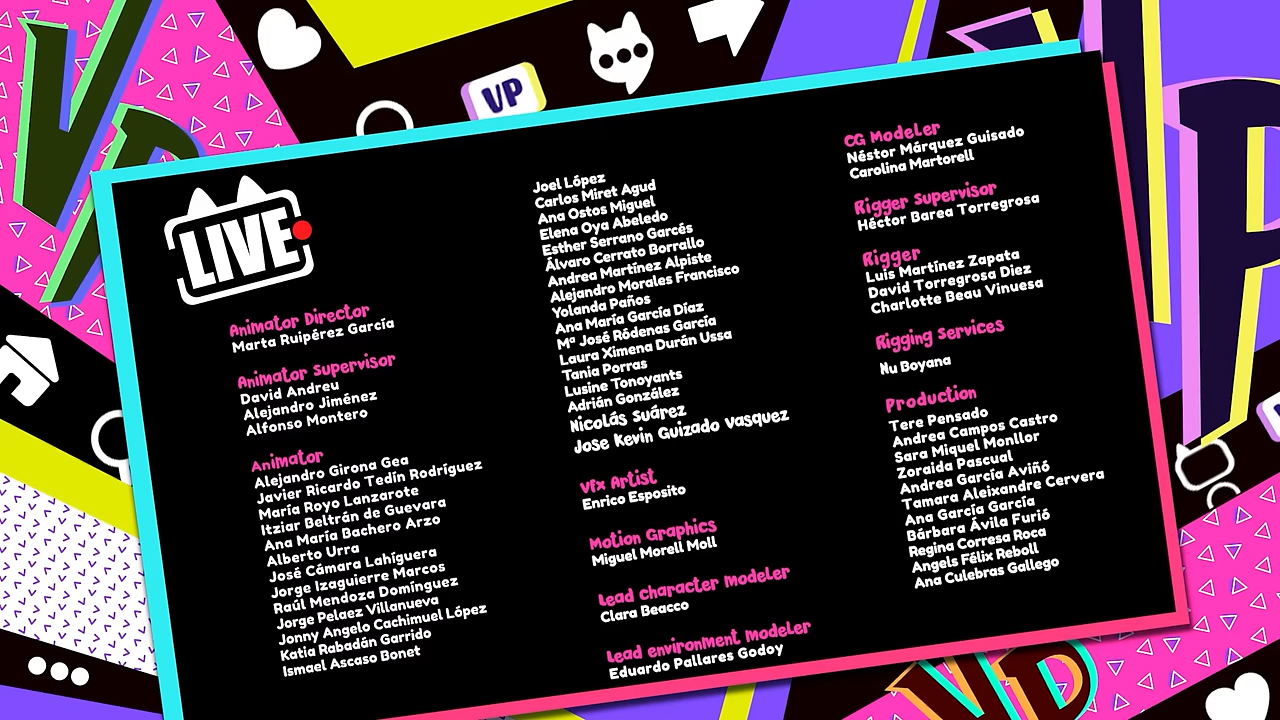 VP
VP
LIVE
Animator Director
Marta Ruipérez García
Animator Supervisor
David Andreu
Alejandro Jiménez
Alfonso Montero
Animator
Alejandro Girona Gea
Javier Ricardo Tedín Rodríguez
María Royo Lanzarote
Itziar Beltrán de Guevara
Ana María Bachero Arzo
Alberto Urra
José Cámara Lahíguera
Jorge Izaguierre Marcos
Raúl Mendoza Domínguez
Jorge Pelaez Villanueva
Jonny Angelo Cachimuel López
Katia Rabadán Garrido
Ismael Ascaso Bonet
Joel López
Carlos Miret Agud
Ana Ostos Miguel
Elena Oya Abeledo
Esther Serrano Garcés
Álvaro Cerrato Borrallo
Andrea Martínez Alpiste
Alejandro Morales Francisco
Yolanda Paños
Ana María García Díaz
Mª José Ródenas García
Laura Ximena Durán Ussa
Tania Porras
Lusine Tonoyants
Adrián González
Nicolás Suárez
Jose Kevin Guizado Vasquez
Vfx Artist
Enrico Esposito
Motion Graphics
Miguel Morell Moll
Lead character Modeler
Clara Beacco
Lead environment Modeler
Eduardo Pallares Godoy
CG Modeler
Néstor Márquez Guisado
Carolina Martorell
Rigger Supervisor
Héctor Barea Torregrosa
Rigger
Luis Martínez Zapata
David Torregrosa Diez
Charlotte Beau Vinuesa
Rigging Services
Nu Boyana
Production
Tere Pensado
Andrea Campos Castro
Sara Miquel Monllor
Zoraida Pascual
Andrea García Aviñó
Tamara Aleixandre Cervera
Ana García García
Bárbara Ávila Furió
Regina Corresa Roca
Angels Félix Reboll
Ana Culebras Gallego
VP
VP